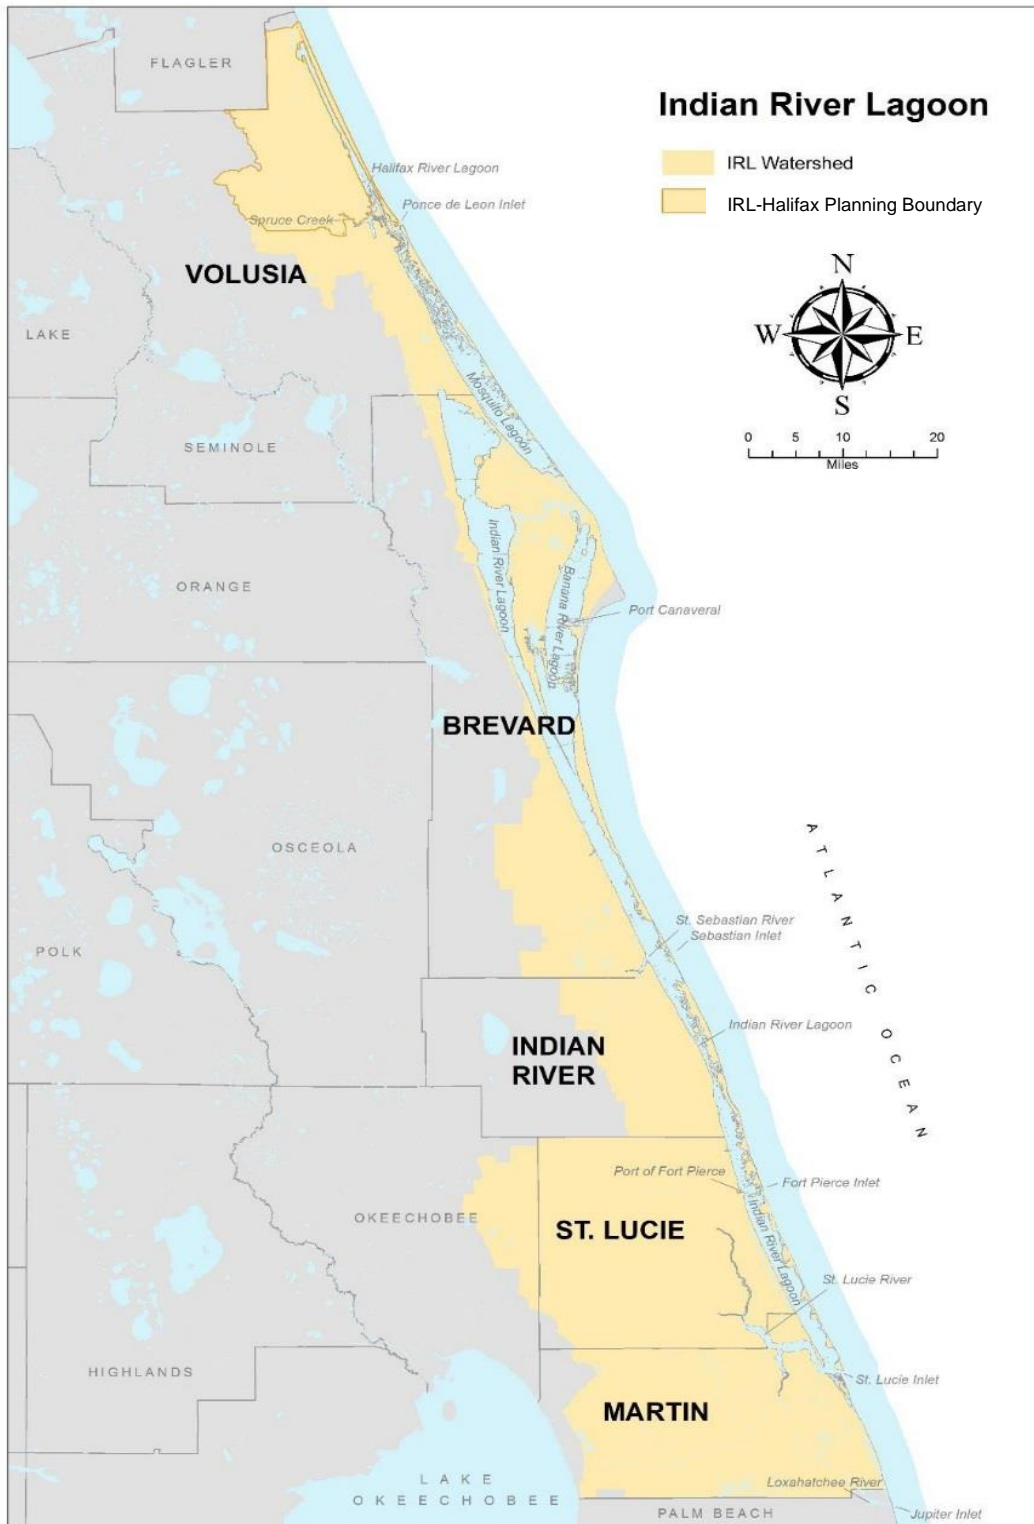 Indian River Lagoon
IRL Watershed
IRL-Halifax Planning Boundary
N
W
E
S
0 5 10 20
Miles
FLAGLER
Halifax River Lagoon
Ponce de Leon Inlet
Spruce Creek
VOLUSIA
LAKE
Mosquito Lagoon
SEMINOLE
Indian River Lagoon
ORANGE
Banana River Lagoon
Port Canaveral
BREVARD
OSCEOLA
ATLANTIC OCEAN
POLK
St. Sebastian River
Sebastian Inlet
Indian River Lagoon
INDIAN
RIVER
Port of Fort Pierce
Fort Pierce Inlet
OKEECHOBEE
ST. LUCIE
Indian River Lagoon
St. Lucie River
HIGHLANDS
St. Lucie Inlet
MARTIN
LAKE
OKEECHOBEE
Loxahatchee River
PALM BEACH
Jupiter Inlet